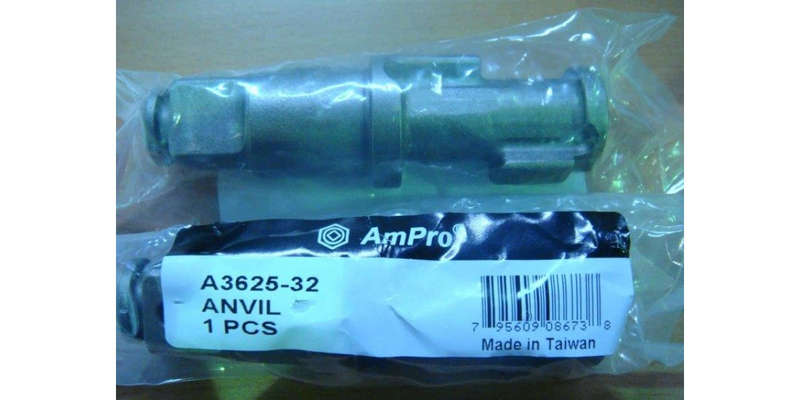 AmPro®
A3625-32
ANVIL
1 PCS
7 95609 08673 8
Made in Taiwan